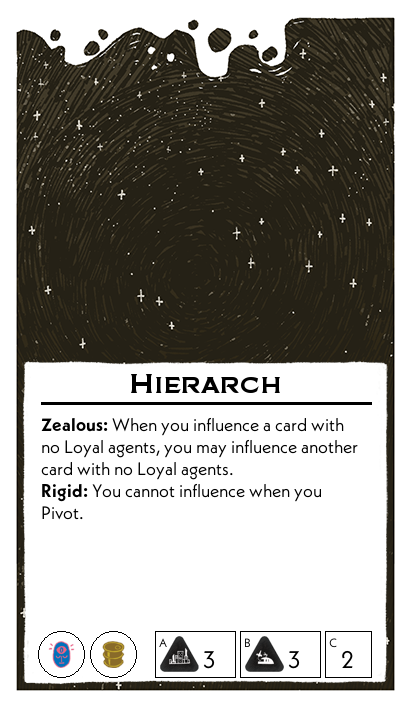 HIERARCH
Zealous: When you influence a card with
no Loyal agents, you may influence another
card with no Loyal agents.
Rigid: You cannot influence when you
Pivot.
A 3 B 3 C 2